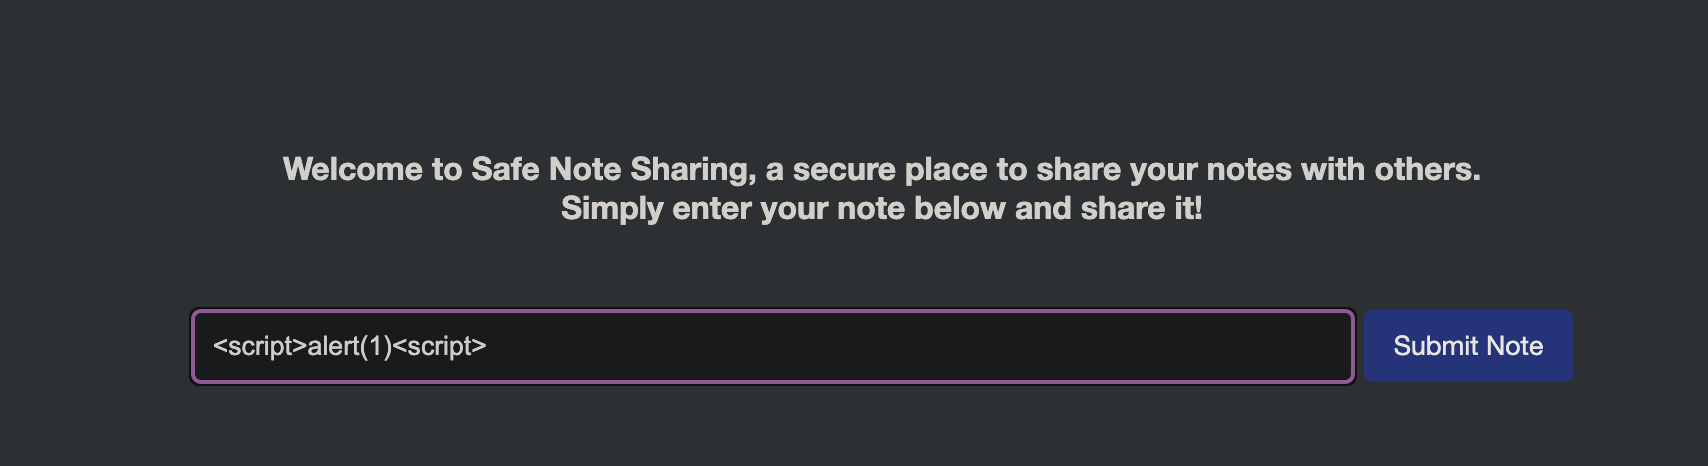 Welcome to Safe Note Sharing, a secure place to share your notes with others.
Simply enter your note below and share it!
<script>alert(1)<script>
Submit Note